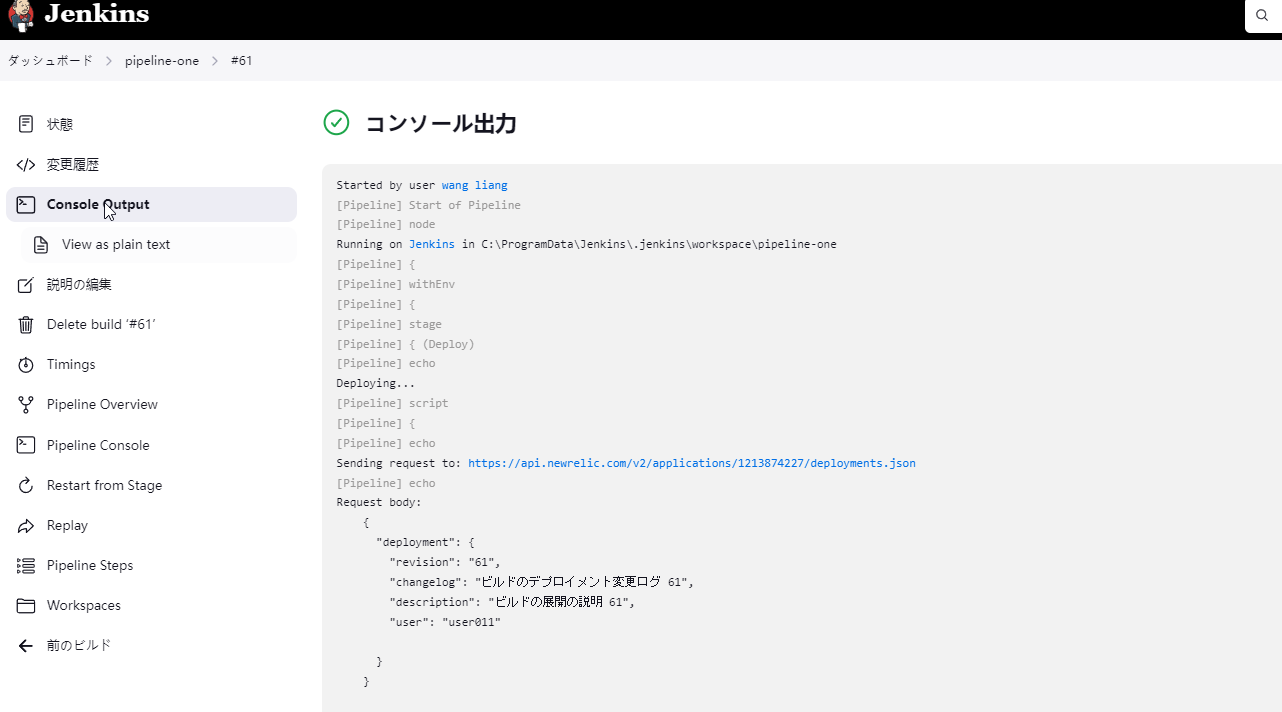 Jenkins
ダッシュボード > pipeline-one > #61
状態
変更履歴
Console Output
View as plain text
説明の編集
Delete build ‘#61’
Timings
Pipeline Overview
Pipeline Console
Restart from Stage
Replay
Pipeline Steps
Workspaces
前のビルド
コンソール出力
Started by user wang liang
[Pipeline] Start of Pipeline
[Pipeline] node
Running on Jenkins in C:\ProgramData\Jenkins\.jenkins\workspace\pipeline-one
[Pipeline] {
[Pipeline] withEnv
[Pipeline] {
[Pipeline] stage
[Pipeline] { (Deploy)
[Pipeline] echo
Deploying...
[Pipeline] script
[Pipeline] {
[Pipeline] echo
Sending request to: https://api.newrelic.com/v2/applications/1213874227/deployments.json
[Pipeline] echo
Request body:
{
"deployment": {
"revision": "61",
"changelog": "ビルドのデプロイメント変更ログ 61",
"description": "ビルドの展開の説明 61",
"user": "user011"
}
}